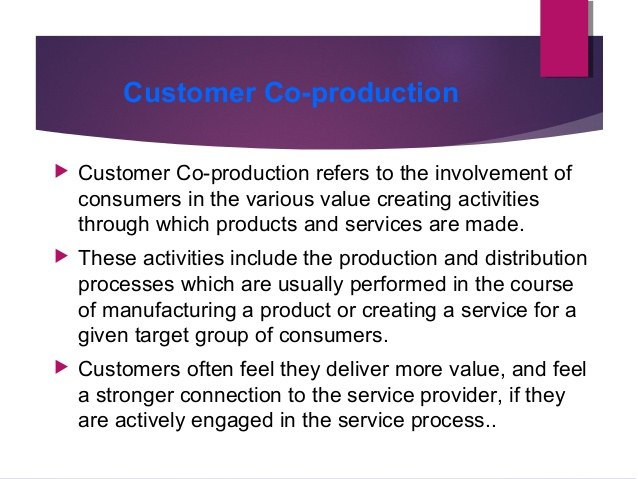 Customer Co-production
Customer Co-production refers to the involvement of
consumers in the various value creating activities
through which products and services are made.
These activities include the production and distribution
processes which are usually performed in the course
of manufacturing a product or creating a service for a
given target group of consumers.
Customers often feel they deliver more value, and feel
a stronger connection to the service provider, if they
are actively engaged in the service process..